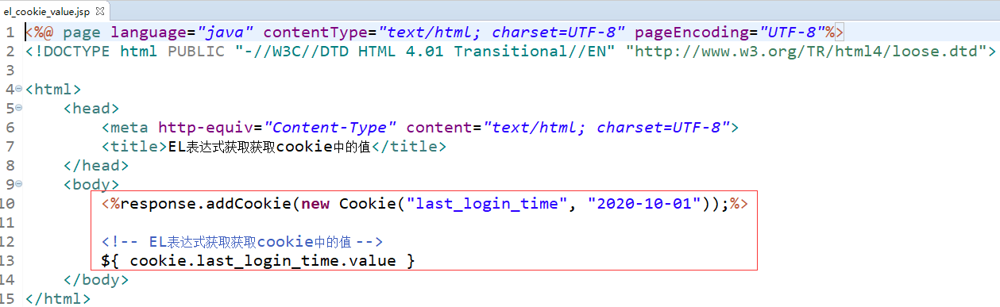 el_cookie_value.jsp
1 <%@ page language="java" contentType="text/html; charset=UTF-8" pageEncoding="UTF-8"%>
2 <!DOCTYPE html PUBLIC "-//W3C//DTD HTML 4.01 Transitional//EN" "http://www.w3.org/TR/html4/loose.dtd">
3
4 <html>
5 <head>
6 <meta http-equiv="Content-Type" content="text/html; charset=UTF-8">
7 <title>EL表达式获取获取cookie中的值</title>
8 </head>
9 <body>
10 <%response.addCookie(new Cookie("last_login_time", "2020-10-01"));%>
11
12 <!-- EL表达式获取获取cookie中的值 -->
13 ${ cookie.last_login_time.value }
14 </body>
15 </html>